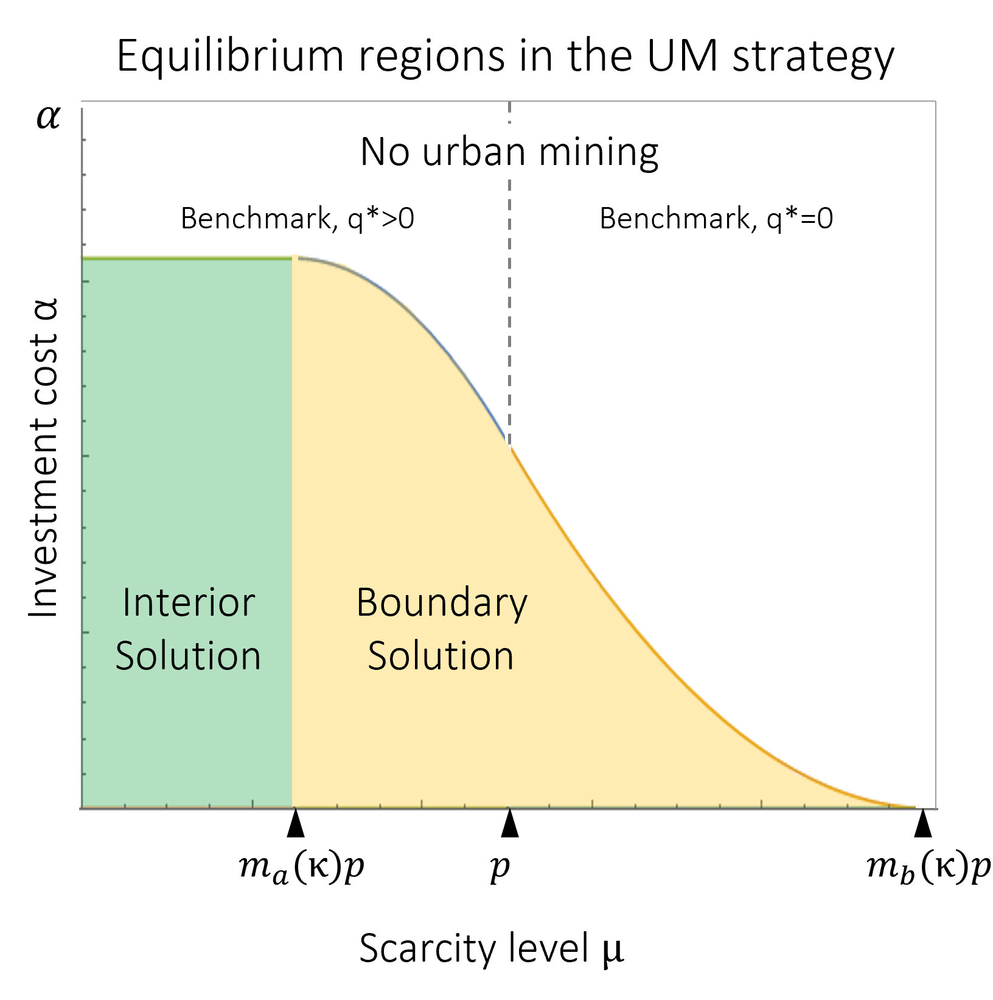 Equilibrium regions in the UM strategy
α
No urban mining
Benchmark, q*>0
Benchmark, q*=0
Investment cost α
Interior
Solution
Boundary
Solution
mₐ(κ)p
p
m_b(κ)p
Scarcity level μ